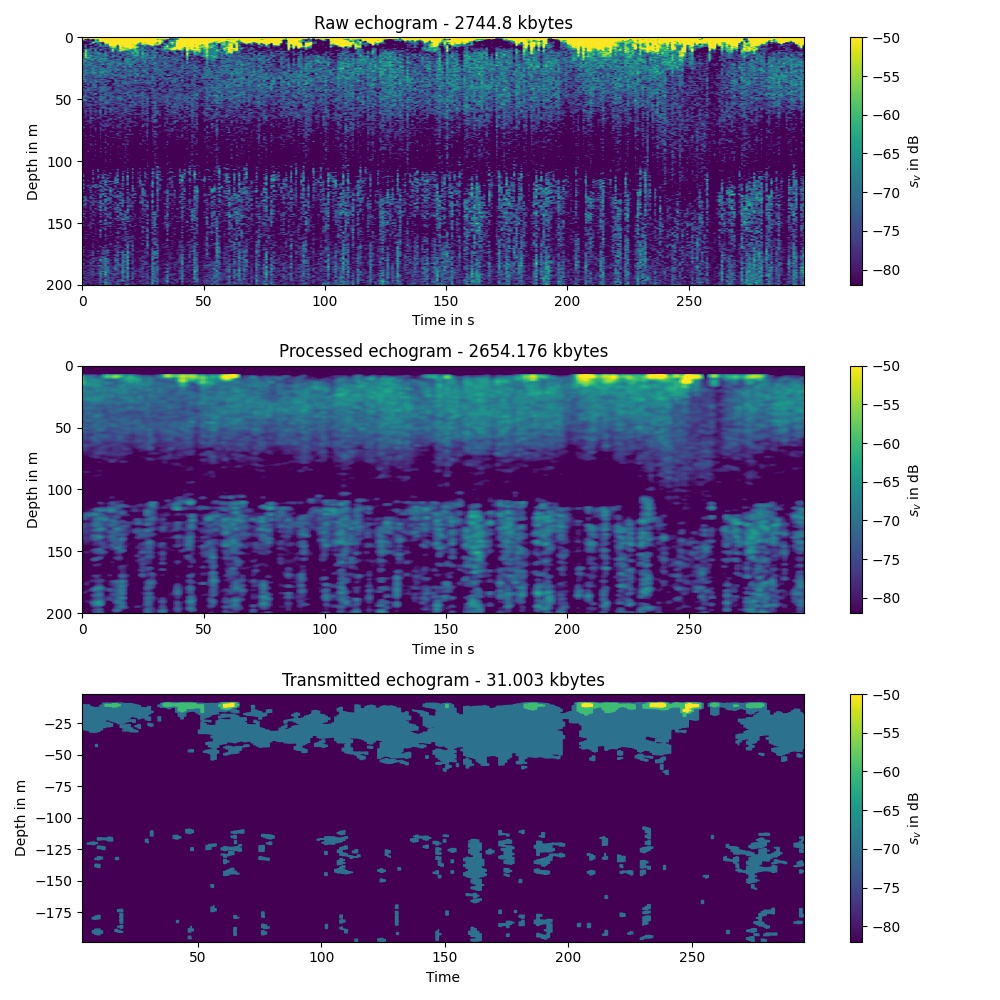 Raw echogram - 2744.8 kbytes
0
50
100
150
200
Depth in m
0 50 100 150 200 250
Time in s
−50
−55
−60
−65
−70
−75
−80
sv in dB
Processed echogram - 2654.176 kbytes
0
50
100
150
200
Depth in m
0 50 100 150 200 250
Time in s
−50
−55
−60
−65
−70
−75
−80
sv in dB
Transmitted echogram - 31.003 kbytes
−25
−50
−75
−100
−125
−150
−175
Depth in m
50 100 150 200 250
Time
−50
−55
−60
−65
−70
−75
−80
sv in dB